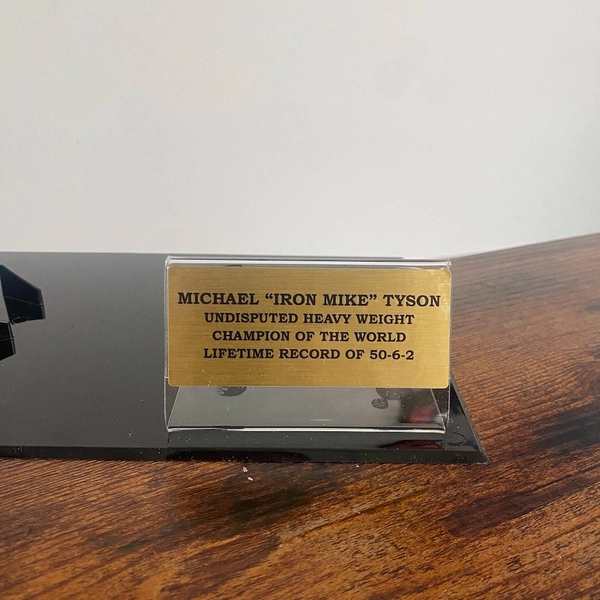 MICHAEL “IRON MIKE” TYSON
UNDISPUTED HEAVY WEIGHT
CHAMPION OF THE WORLD
LIFETIME RECORD OF 50-6-2